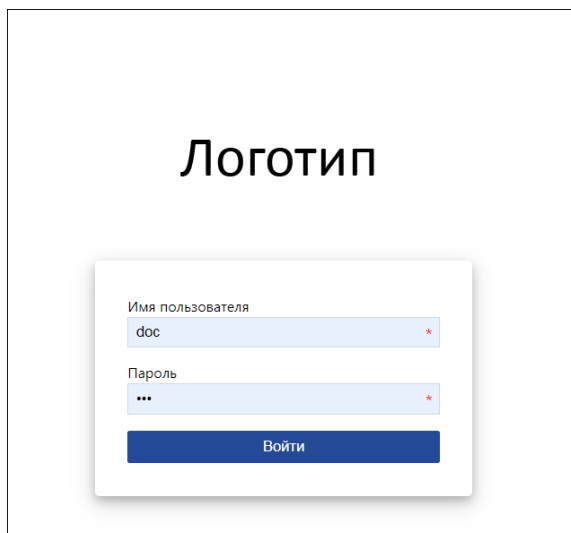 Логотип
Имя пользователя
doc *
Пароль
••• *
Войти